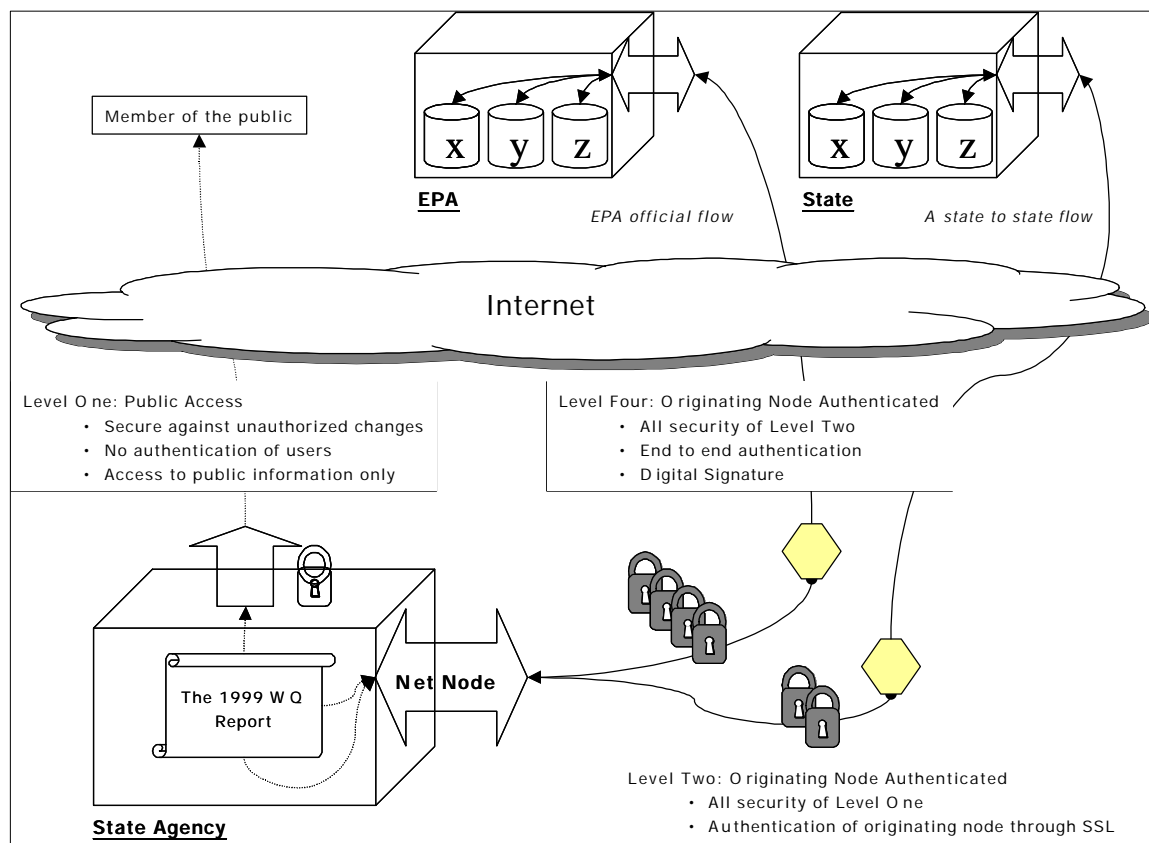 Member of the public
x y z
x y z
EPA
State
EPA official flow
A state to state flow
Internet
Level One: Public Access
• Secure against unauthorized changes
• No authentication of users
• Access to public information only
Level Four: Originating Node Authenticated
• All security of Level Two
• End to end authentication
• Digital Signature
The 1999 WQ
Report
Net Node
State Agency
Level Two: Originating Node Authenticated
• All security of Level One
• Authentication of originating node through SSL